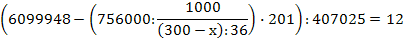 (6099948 − (756000 : 1000/((300 − x) : 36)) · 201) : 407025 = 12